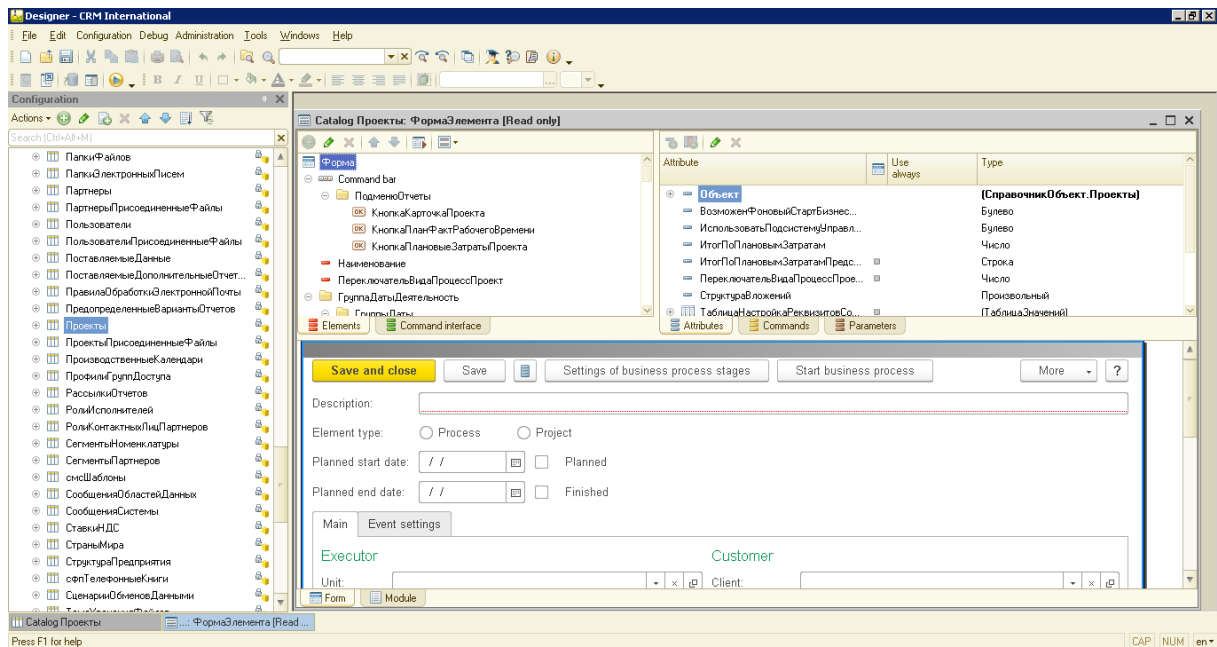 Designer - CRM International
File Edit Configuration Debug Administration Tools Windows Help
Configuration
Actions
Search (Ctrl+Alt+M)
ПапкиФайлов
ПапкиЭлектронныхПисем
Партнеры
ПартнерыПрисоединенныеФайлы
Пользователи
ПользователиПрисоединенныеФайлы
ПоставляемыеДанные
ПоставляемыеДополнительныеОтчет...
ПравилаОбработкиЭлектроннойПочты
ПредопределенныеВариантыОтчетов
Проекты
ПроектыПрисоединенныеФайлы
ПроизводственныеКалендари
ПрофилиГруппДоступа
РассылкиОтчетов
РолиИсполнителей
РолиКонтактныхЛицПартнеров
СегментыНоменклатуры
СегментыПартнеров
смсШаблоны
СообщенияОбластейДанных
СообщенияСистемы
СтавкиНДС
СтраныМира
СтруктураПредприятия
сфпТелефонныеКниги
СценарииОбменовДанными
Catalog Проекты: ФормаЭлемента [Read only]
Форма
Command bar
ПодменюОтчеты
КнопкаКарточкаПроекта
КнопкаПланФактРабочегоВремени
КнопкаПлановыеЗатратыПроекта
Наименование
ПереключательВидаПроцессПроект
ГруппаДатыДеятельность
ГруппыДаты
Elements Command interface
Attribute Use always Type
Объект (СправочникОбъект.Проекты)
ВозможенФоновыйСтартБизнес... Булево
ИспользоватьПодсистемуУправл... Булево
ИтогПоПлановымЗатратам Число
ИтогПоПлановымЗатратамПредс... Строка
ПереключательВидаПроцессПрое... Число
СтруктураВложений Произвольный
ТаблицаНастройкаРеквизитовСо... (ТаблицаЗначений)
Attributes Commands Parameters
Save and close Save Settings of business process stages Start business process More ?
Description:
Element type: Process Project
Planned start date: / / Planned
Planned end date: / / Finished
Main Event settings
Executor Customer
Unit: Client:
Form Module
Catalog Проекты ...: ФормаЭлемента [Read ...
Press F1 for help CAP NUM en